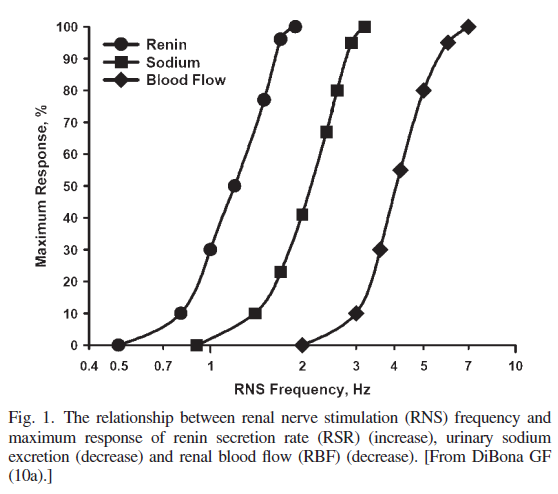 100
90
80
70
60
50
40
30
20
10
0
Maximum Response, %
Renin
Sodium
Blood Flow
0.4 0.5 0.7 1 2 3 4 5 7 10
RNS Frequency, Hz
Fig. 1. The relationship between renal nerve stimulation (RNS) frequency and
maximum response of renin secretion rate (RSR) (increase), urinary sodium
excretion (decrease) and renal blood flow (RBF) (decrease). [From DiBona GF
(10a).]